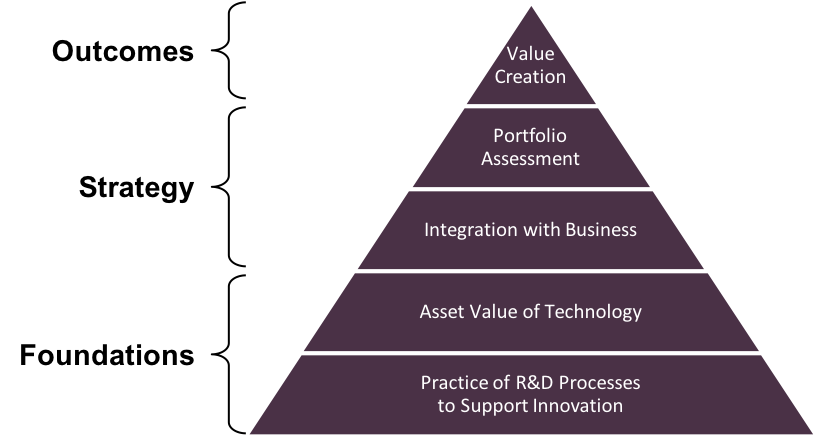 Outcomes
Value
Creation
Strategy
Portfolio
Assessment
Integration with Business
Foundations
Asset Value of Technology
Practice of R&D Processes
to Support Innovation